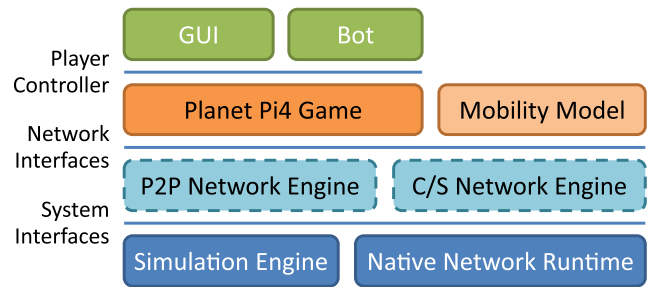 GUI
Bot
Player
Controller
Planet Pi4 Game
Mobility Model
Network
Interfaces
P2P Network Engine
C/S Network Engine
System
Interfaces
Simulation Engine
Native Network Runtime